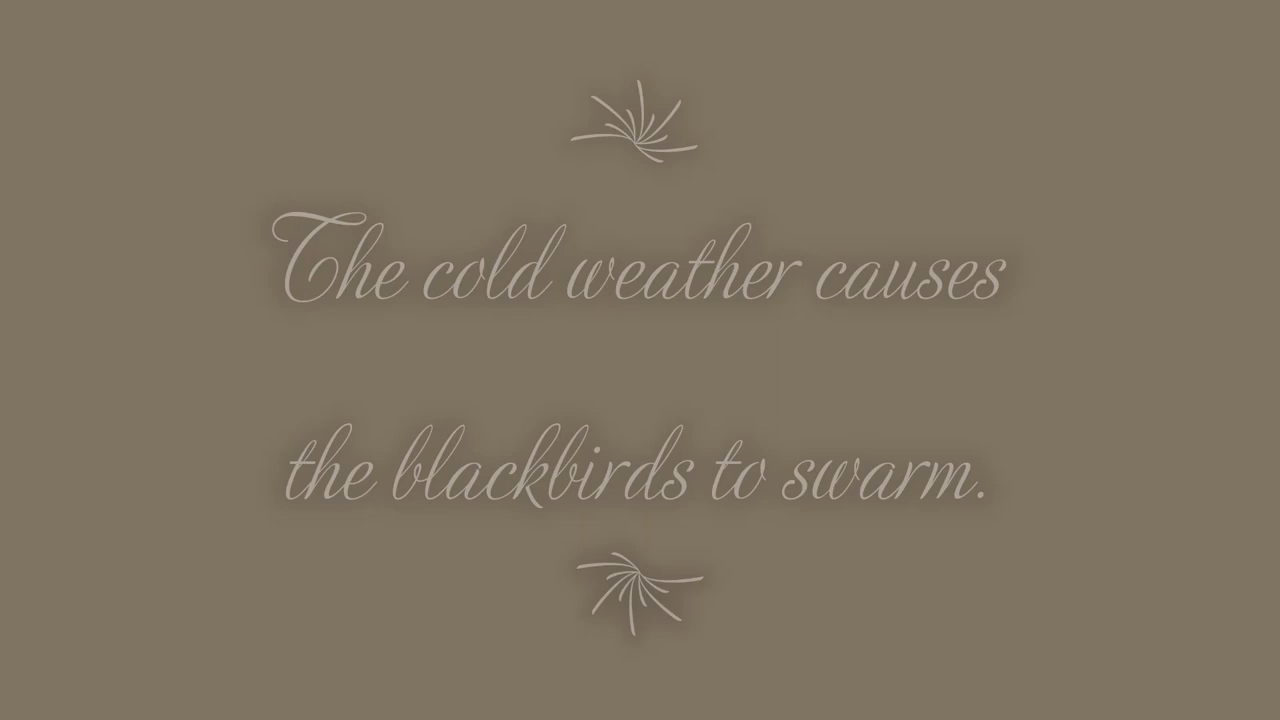 The cold weather causes
the blackbirds to swarm.